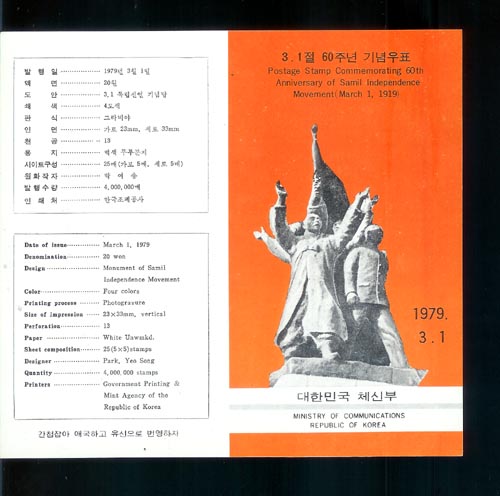 발 행 일 ·············· 1979년 3월 1일
액 면 ·············· 20원
도 안 ·············· 3.1 독립선언 기념탑
쇄 색 ·············· 4도색
판 식 ·············· 그라비아
인 면 ·············· 가로 23mm, 세로 33mm
천 공 ·············· 13
용 지 ·············· 백색 무투문지
시이트구성 ·············· 25매(가로 5매, 세로 5매)
원화작자 ·············· 박 여 송
발행수량 ·············· 4,000,000매
인 쇄 처 ·············· 한국조폐공사
Date of issue ·············· March 1, 1979
Denomination ·············· 20 won
Design ·············· Monument of Samil
Independence Movement
Color ·············· Four colors
Printing process ·············· Photogravure
Size of impression ·············· 23×33mm, vertical
Perforation ·············· 13
Paper ·············· White Unwmkd.
Sheet composition ·············· 25(5×5)stamps
Designer ·············· Park, Yeo Song
Quantity ·············· 4,000,000 stamps
Printers ·············· Government Printing &
Mint Agency of the
Republic of Korea
간첩잡아 애국하고 유신으로 번영하자
3.1절 60주년 기념우표
Postage Stamp Commemorating 60th
Anniversary of Samil Independence
Movement(March 1, 1919)
1979.
3.1
대한민국 체신부
MINISTRY OF COMMUNICATIONS
REPUBLIC OF KOREA